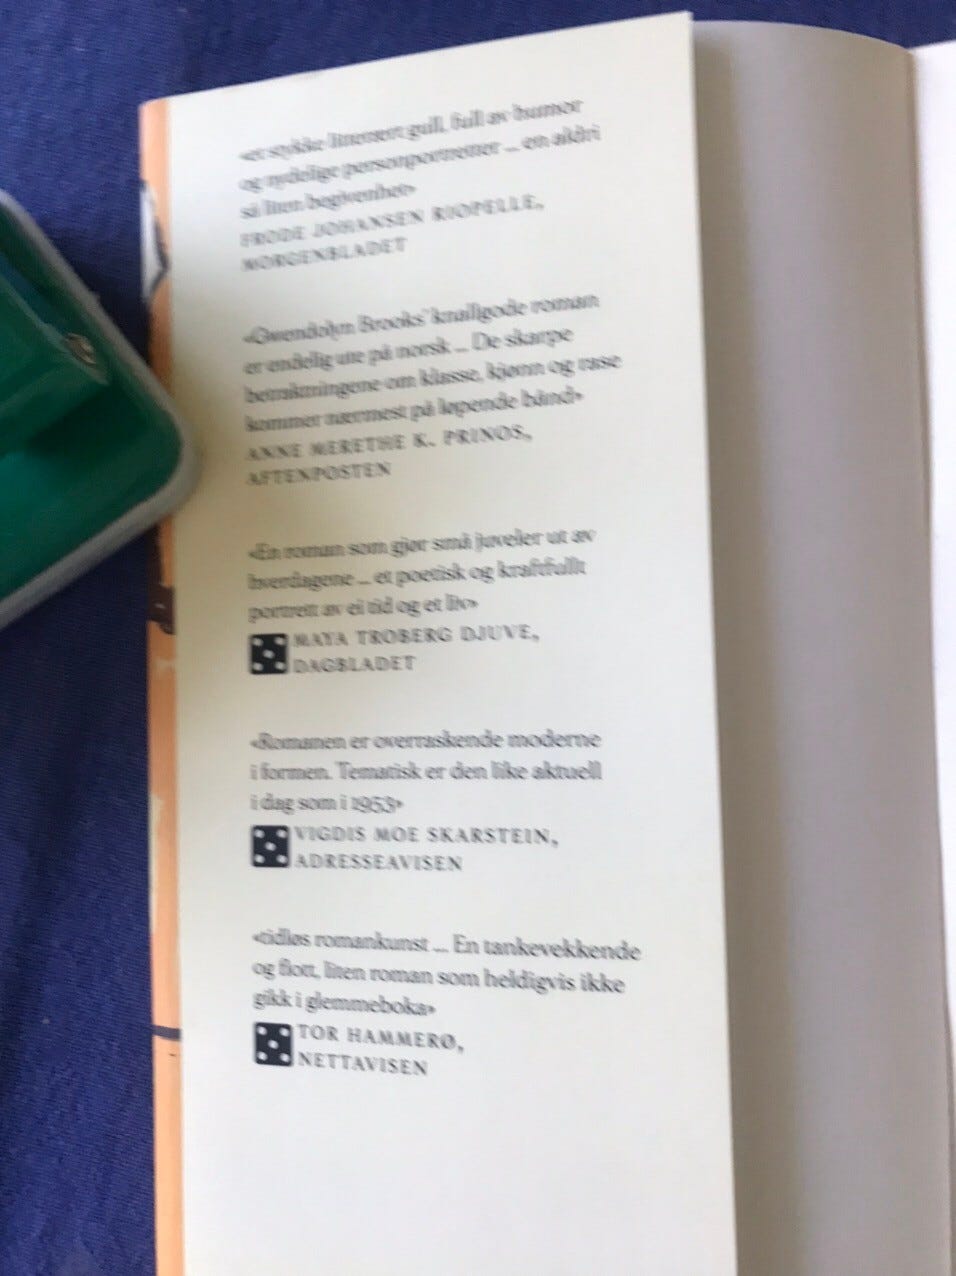 «et stykke litterært gull, full av humor
og nydelige personportretter ... en aldri
så liten begivenhet»
FRODE JOHANSEN RIOPELLE,
MORGENBLADET
«Gwendolyn Brooks' knallgode roman
er endelig ute på norsk ... De skarpe
betraktningene om klasse, kjønn og rase
kommer nærmest på løpende bånd»
ANNE MERETHE K. PRINOS,
AFTENPOSTEN
«En roman som gjør små juveler ut av
hverdagene ... et poetisk og kraftfullt
portrett av ei tid og et liv»
MAYA TROBERG DJUVE,
DAGBLADET
«Romanen er overraskende moderne
i formen. Tematisk er den like aktuell
i dag som i 1953»
VIGDIS MOE SKARSTEIN,
ADRESSEAVISEN
«tidløs romankunst ... En tankevekkende
og flott, liten roman som heldigvis ikke
gikk i glemmeboka»
TOR HAMMERØ,
NETTAVISEN